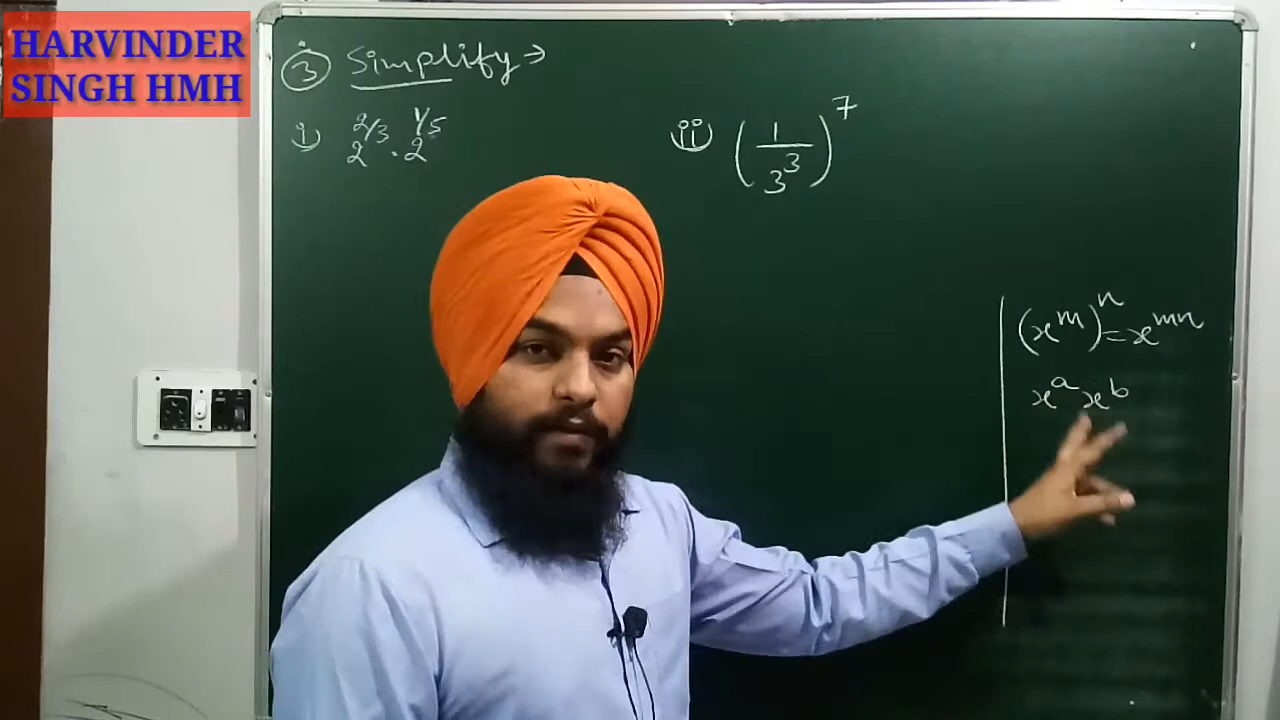 HARVINDER
SINGH HMH
③ Simplify →
i) 2^{2/3} . 2^{1/5}
ii) (1/3^3)^7
(x^m)^n = x^{mn}
x^a x^b